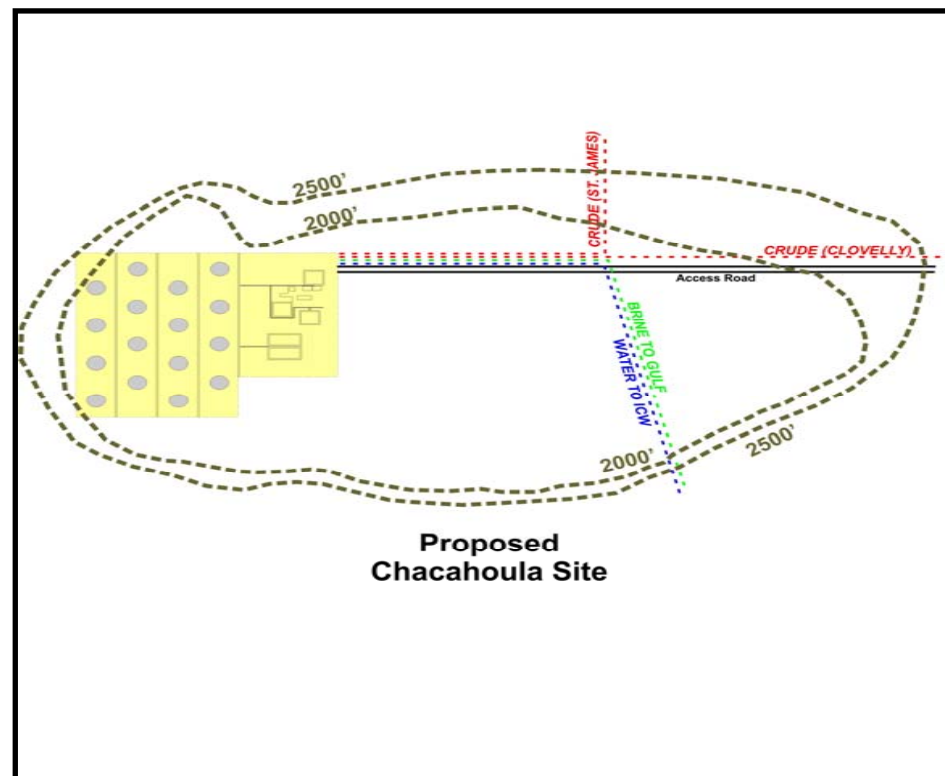 CRUDE (ST. JAMES)
2500'
2000'
CRUDE (CLOVELLY)
Access Road
BRINE TO GULF
WATER To ICW
2000'
2500'
Proposed
Chacahoula Site